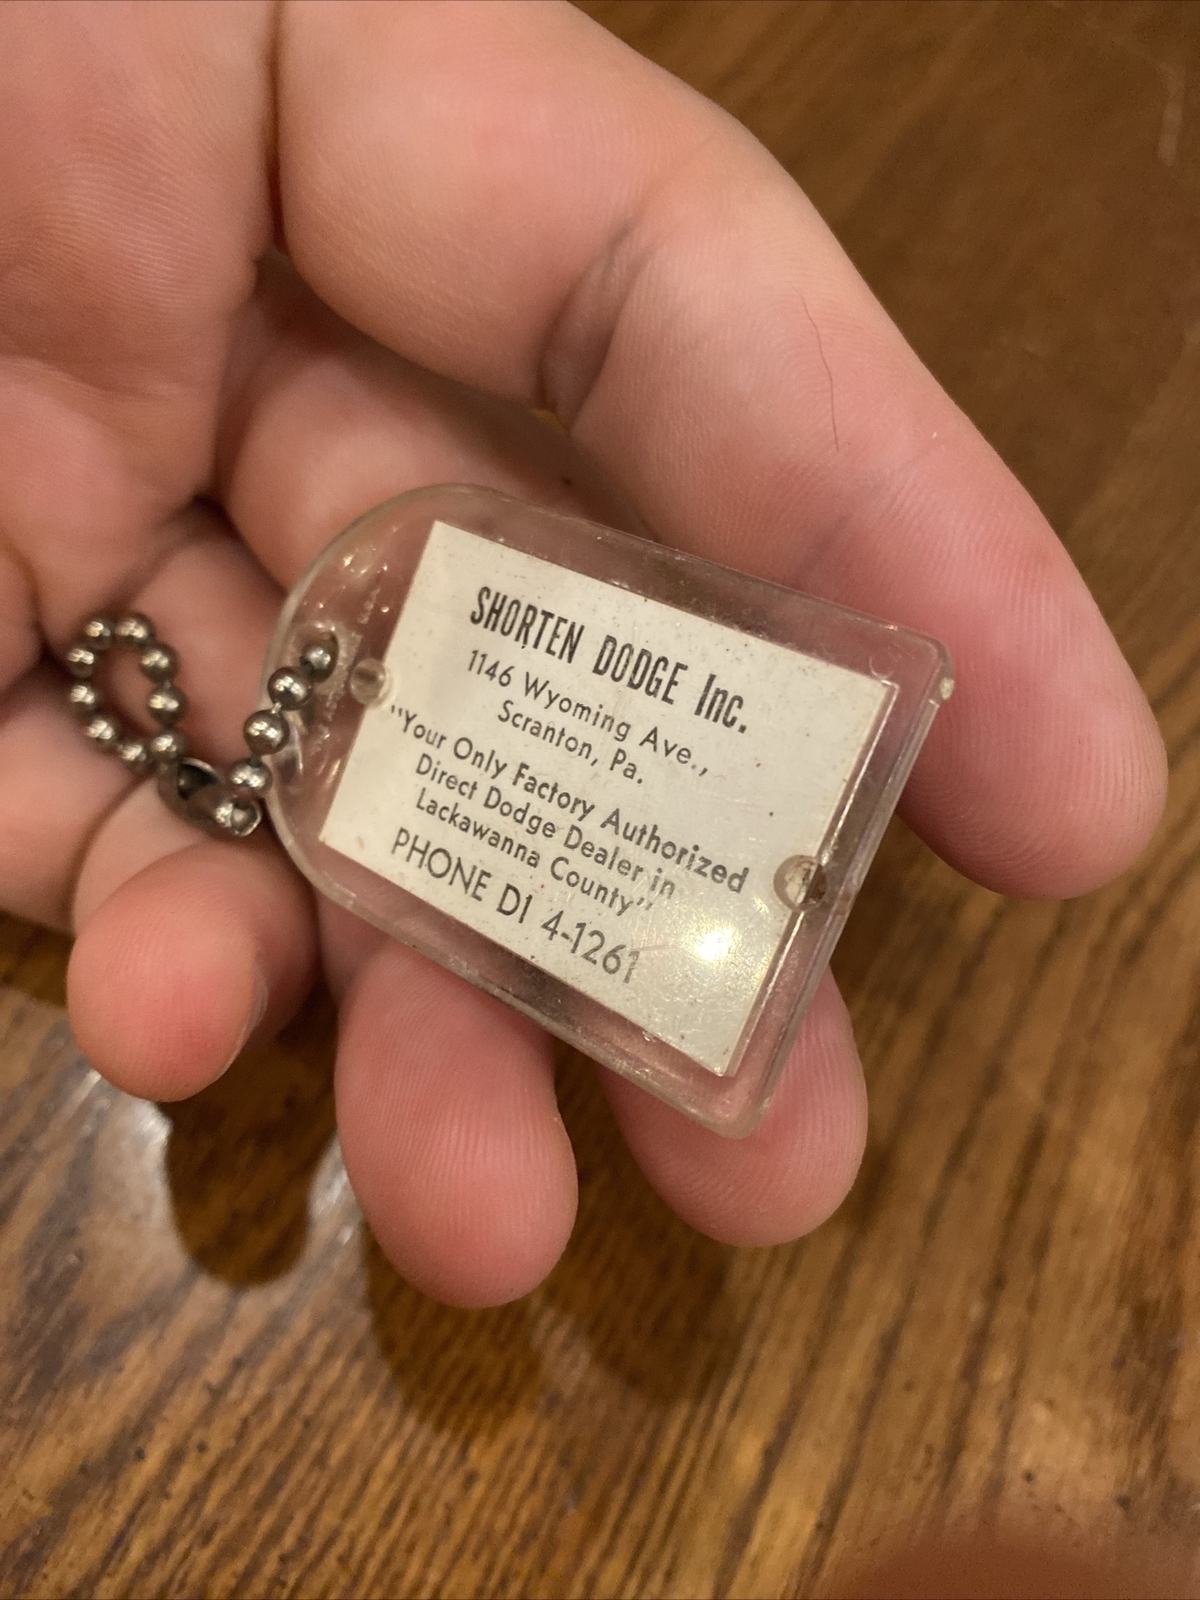 SHORTEN DODGE Inc.
1146 Wyoming Ave.,
Scranton, Pa.
"Your Only Factory Authorized
Direct Dodge Dealer in
Lackawanna County"
PHONE DI 4-1261